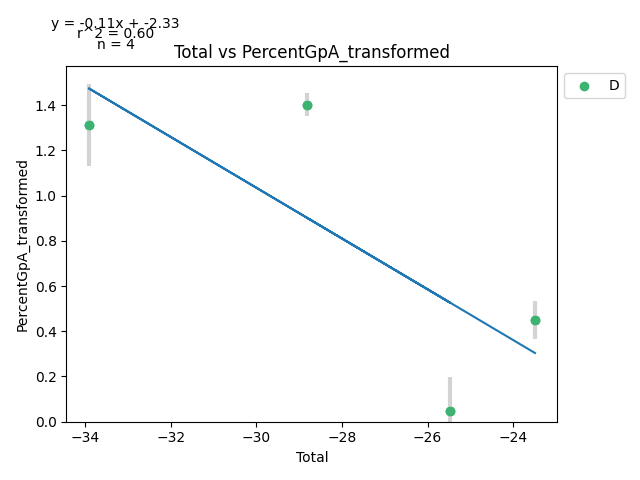 y = -0.11x + -2.33
r^2 = 0.60
n = 4
Total vs PercentGpA_transformed
D
PercentGpA_transformed
1.4
1.2
1.0
0.8
0.6
0.4
0.2
0.0
−34
−32
−30
−28
−26
−24
Total